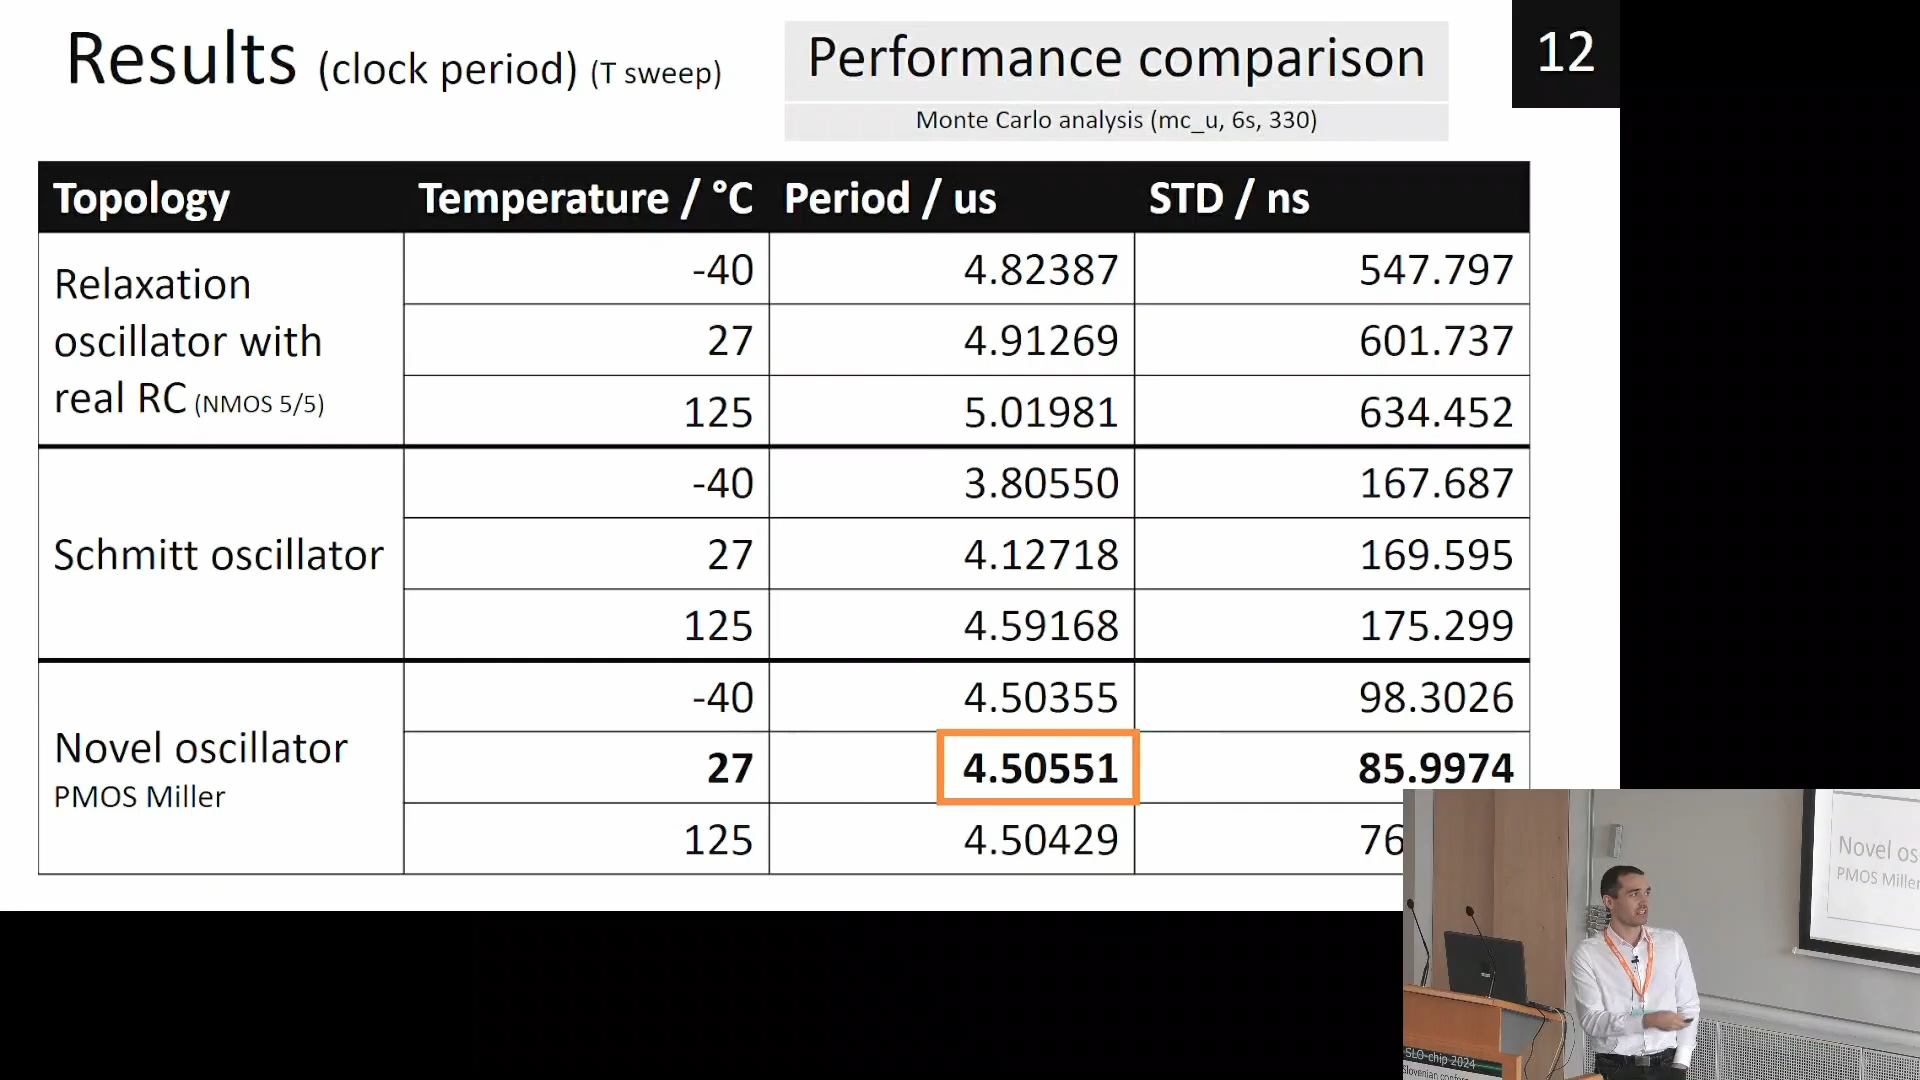 Results (clock period) (T sweep)
Performance comparison
Monte Carlo analysis (mc_u, 6s, 330)
12
Topology Temperature / °C Period / us STD / ns
Relaxation
oscillator with
real RC (NMOS 5/5)
-40 4.82387 547.797
27 4.91269 601.737
125 5.01981 634.452
Schmitt oscillator
-40 3.80550 167.687
27 4.12718 169.595
125 4.59168 175.299
Novel oscillator
PMOS Miller
-40 4.50355 98.3026
27 4.50551 85.9974
125 4.50429 76
Novel os
PMOS Miller
SLO-chip 2024
Slovenian confere